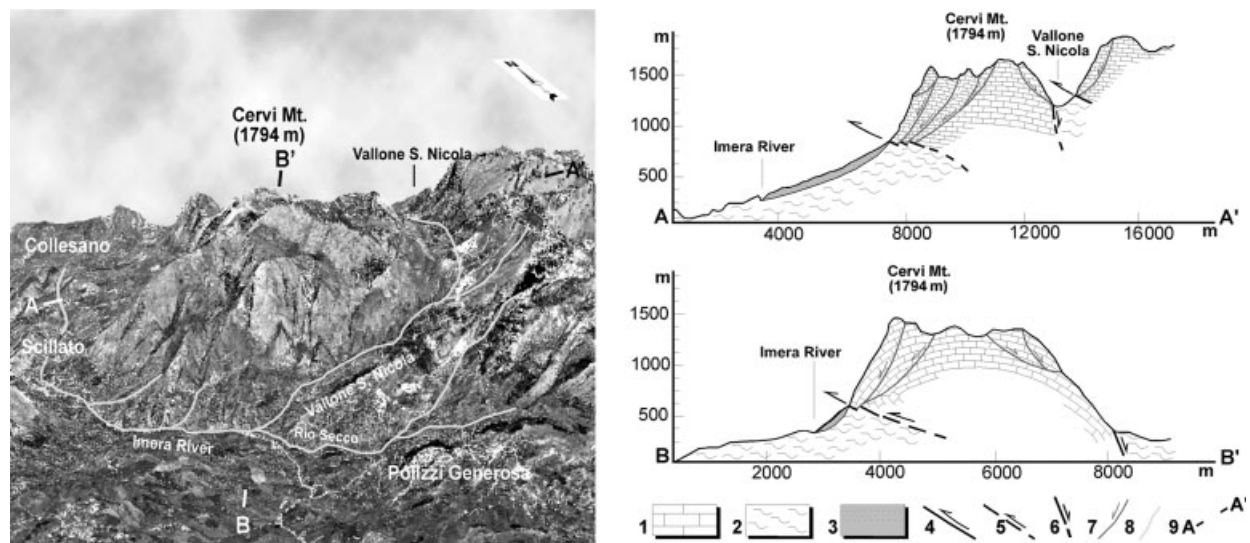 Cervi Mt.
(1794 m)
B'
Vallone S. Nicola
A'
Collesano
A
Scillato
Vallone S. Nicola
Rio Secco
Imera River
Polizzi Generosa
B
N
m
Cervi Mt.
(1794 m)
Vallone
S. Nicola
1500
1000
Imera River
500
A
A'
4000
8000
12000
16000
m
m
Cervi Mt.
(1794 m)
1500
1000
Imera River
500
B
B'
2000
4000
6000
8000
m
1
2
3
4
5
6
7
8
9
A
A'